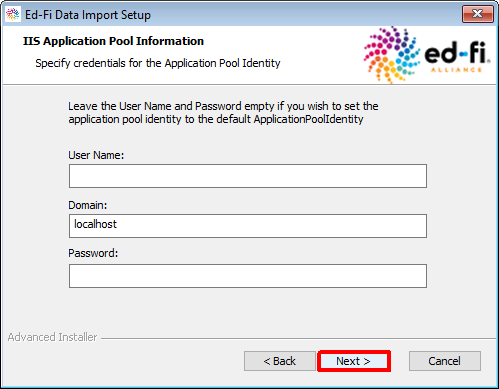 Ed-Fi Data Import Setup
IIS Application Pool Information
Specify credentials for the Application Pool Identity
ed-fi
ALLIANCE
Leave the User Name and Password empty if you wish to set the
application pool identity to the default ApplicationPoolIdentity
User Name:
Domain:
localhost
Password:
Advanced Installer
< Back
Next >
Cancel